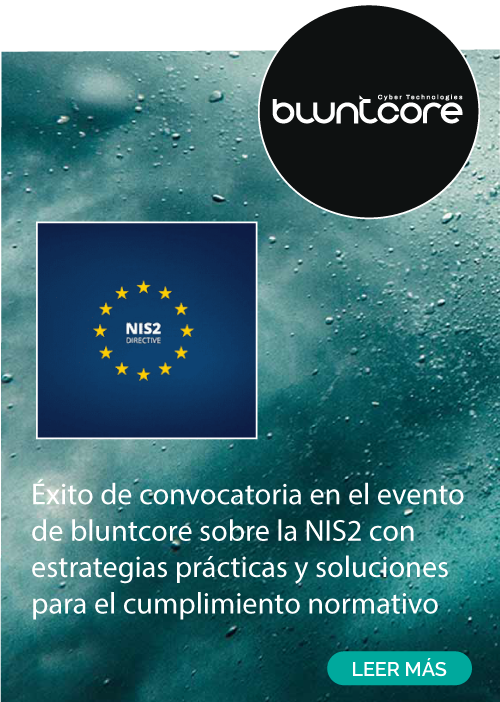 Cyber Technologies
bluntcore
NIS2
DIRECTIVE
Éxito de convocatoria en el evento
de bluntcore sobre la NIS2 con
estrategias prácticas y soluciones
para el cumplimiento normativo
LEER MÁS